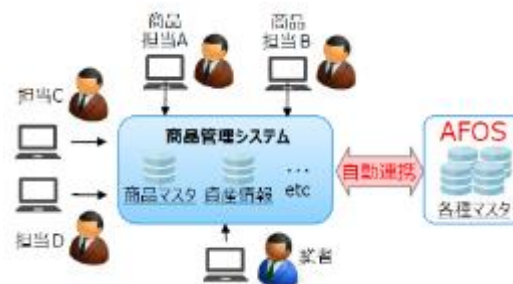 商品
担当A
商品
担当B
担当C
商品管理システム
商品マスタ
資産情報
…
etc
自動連携
AFOS
各種マスタ
担当D
業者